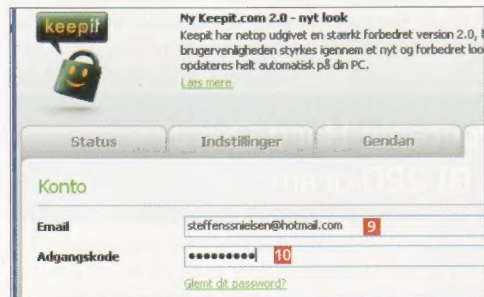 keepit
Ny Keepit.com 2.0 - nyt look
Keepit har netop udgivet en stærkt forbedret version 2.0,
brugervenligheden styrkes igennem et nyt og forbedret loo
opdateres helt automatisk på din PC.
Læs mere
Status Indstillinger Gendan
Konto
Email steffenssnielsen@hotmail.com 9
Adgangskode ●●●●●●●●● 10
Glemt dit password?